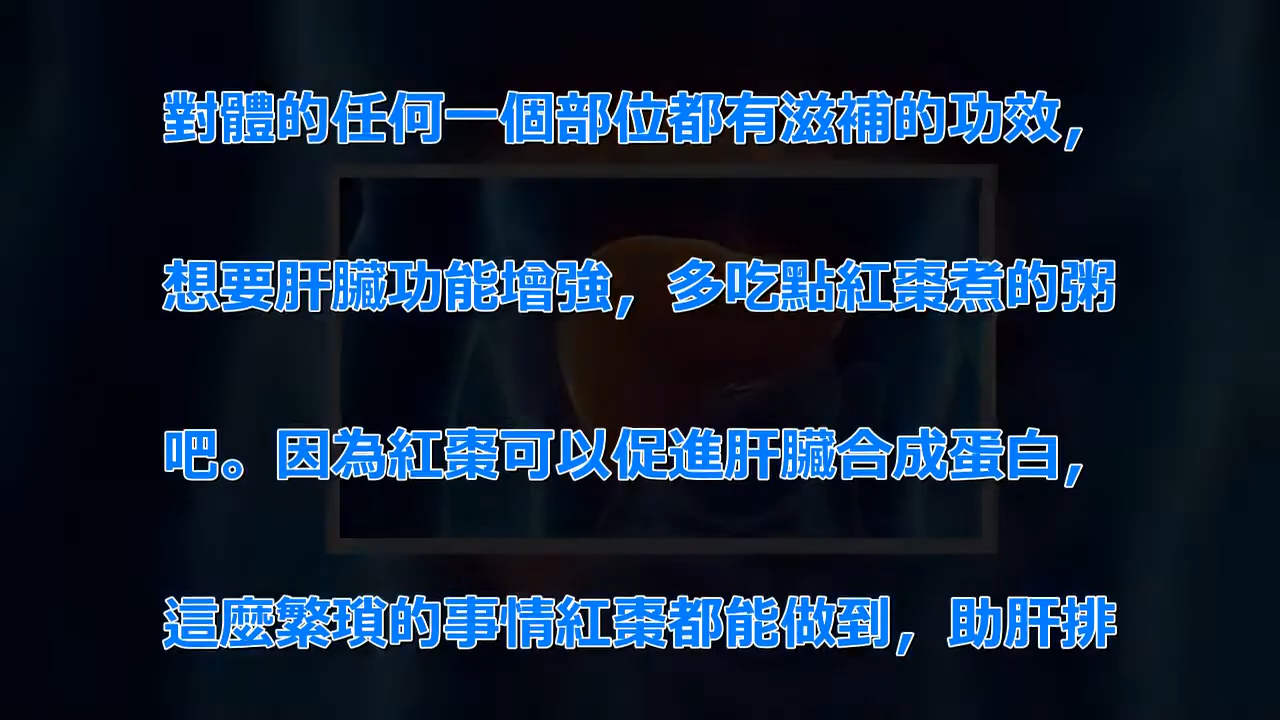 對體的任何一個部位都有滋補的功效，
想要肝臟功能增強，多吃點紅棗煮的粥
吧。因為紅棗可以促進肝臟合成蛋白，
這麼繁瑣的事情紅棗都能做到，助肝排